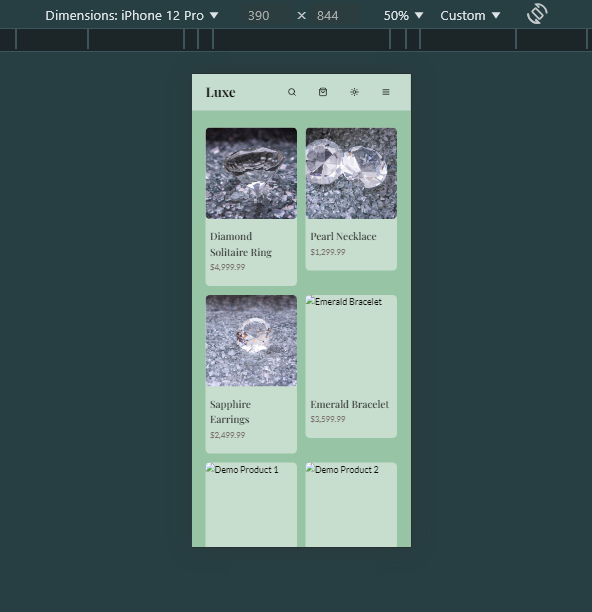 Dimensions: iPhone 12 Pro 390 × 844 50% Custom
Luxe
Diamond
Solitaire Ring
$4,999.99
Pearl Necklace
$1,299.99
Sapphire
Earrings
$2,499.99
Emerald Bracelet
Emerald Bracelet
$3,599.99
Demo Product 1
Demo Product 2